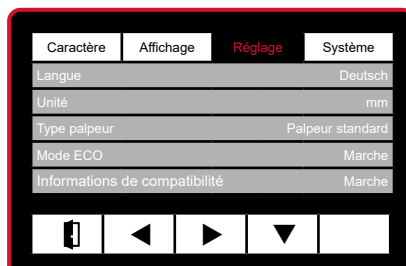 Caractère Affichage Réglage Système
Langue Deutsch
Unité mm
Type palpeur Palpeur standard
Mode ECO Marche
Informations de compatibilité Marche